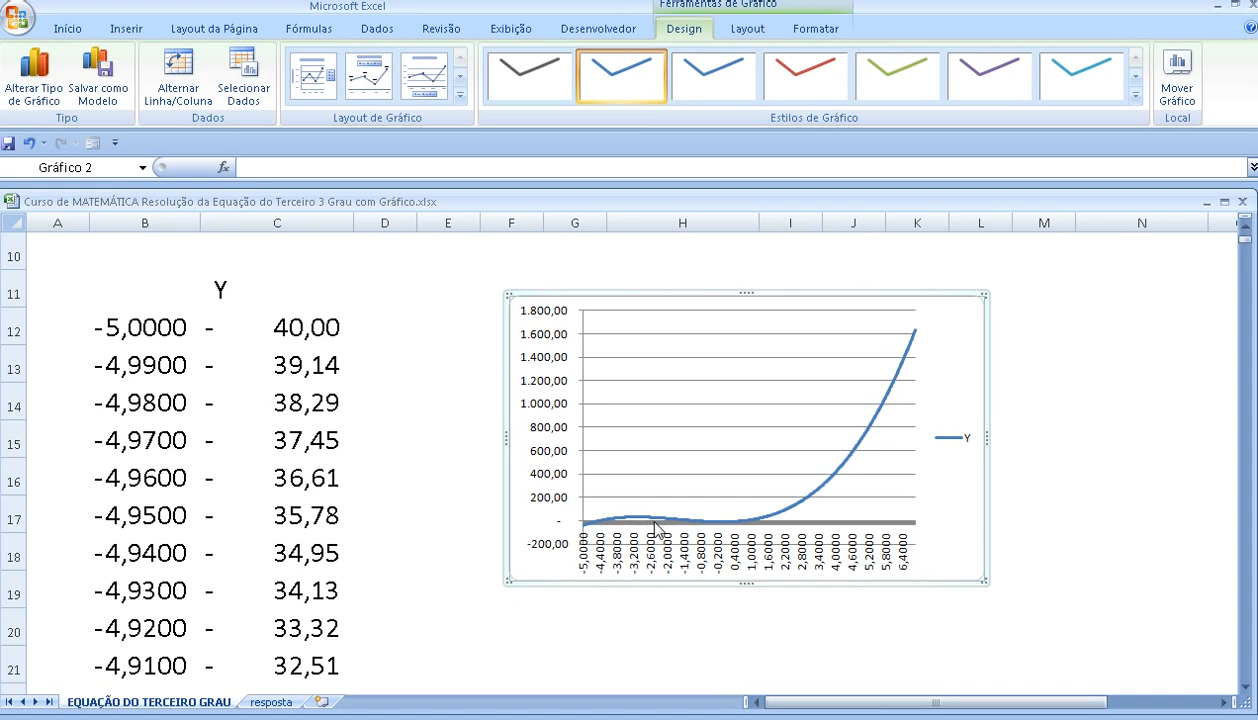 Microsoft Excel
Ferramentas de Gráfico
Início Inserir Layout da Página Fórmulas Dados Revisão Exibição Desenvolvedor Design Layout Formatar
Alterar Tipo de Gráfico
Salvar como Modelo
Alternar Linha/Coluna
Selecionar Dados
Mover Gráfico
Tipo Dados Layout de Gráfico Estilos de Gráfico Local
Gráfico 2 fx
Curso de MATEMÁTICA Resolução da Equação do Terceiro 3 Grau com Gráfico.xlsx
A B C D E F G H I J K L M N
10
11 Y
12 -5,0000 - 40,00
13 -4,9900 - 39,14
14 -4,9800 - 38,29
15 -4,9700 - 37,45
16 -4,9600 - 36,61
17 -4,9500 - 35,78
18 -4,9400 - 34,95
19 -4,9300 - 34,13
20 -4,9200 - 33,32
21 -4,9100 - 32,51
1.800,00
1.600,00
1.400,00
1.200,00
1.000,00
800,00
600,00
400,00
200,00
-
-200,00
-5,0000 -4,4000 -3,8000 -3,2000 -2,6000 -2,0000 -1,4000 -0,8000 -0,2000 0,4000 1,0000 1,6000 2,2000 2,8000 3,4000 4,0000 4,6000 5,2000 5,8000 6,4000
Y
EQUAÇÃO DO TERCEIRO GRAU resposta